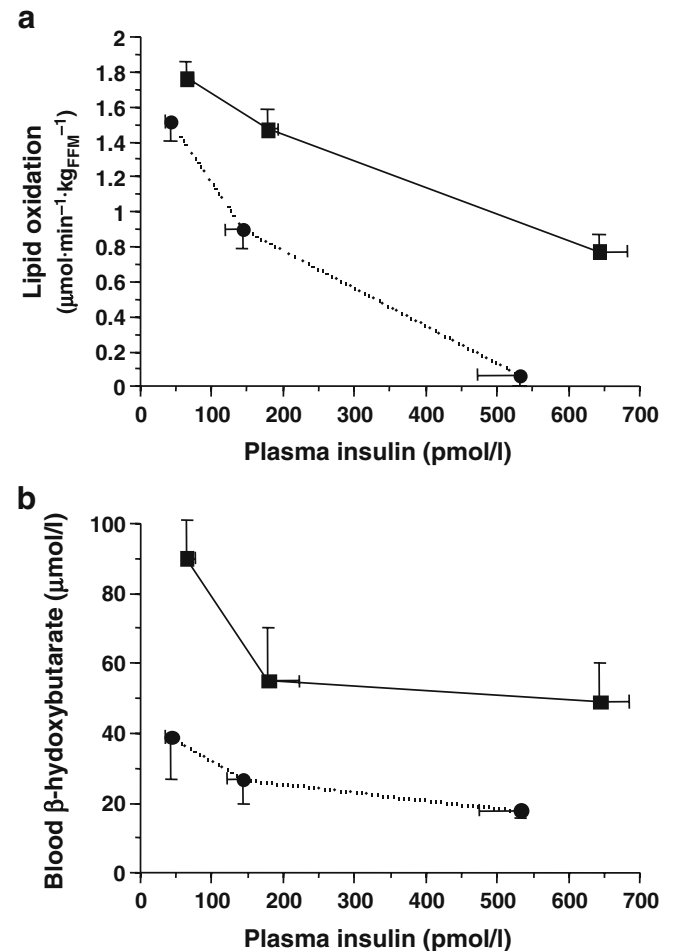 a
Lipid oxidation
(μmol·min⁻¹·kg_FFM⁻¹)
2
1.8
1.6
1.4
1.2
1
0.8
0.6
0.4
0.2
0
0 100 200 300 400 500 600 700
Plasma insulin (pmol/l)
b
Blood β-hydoxybutarate (μmol/l)
100
80
60
40
20
0
0 100 200 300 400 500 600 700
Plasma insulin (pmol/l)